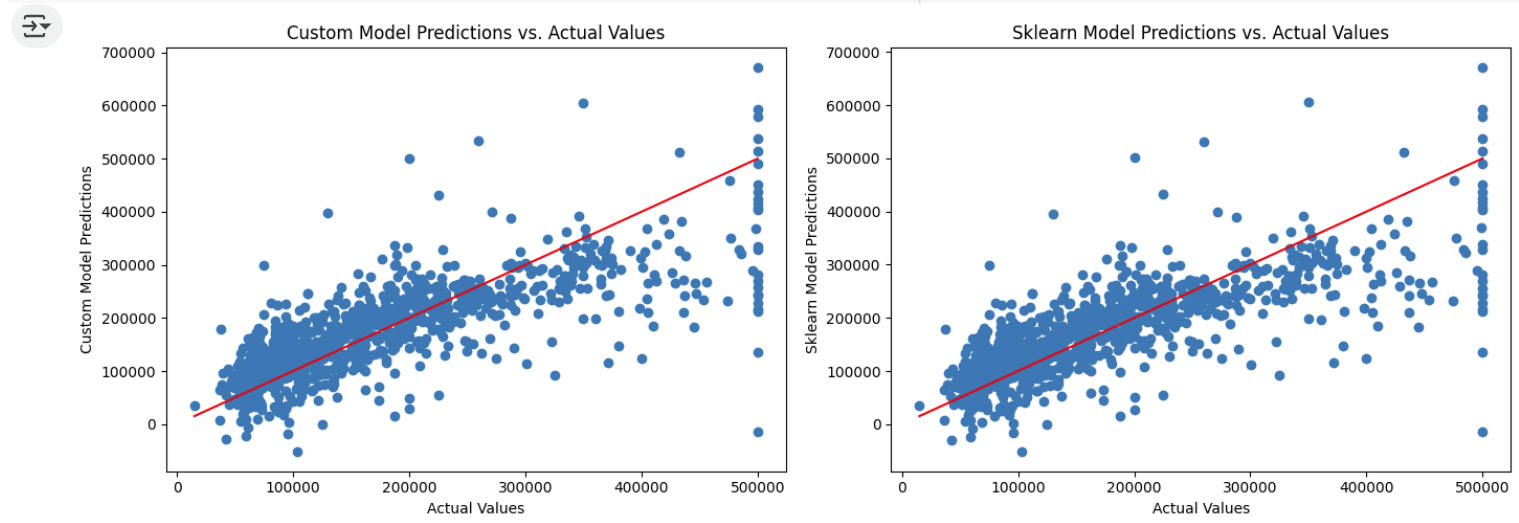 Custom Model Predictions vs. Actual Values
700000
600000
500000
400000
300000
200000
100000
0
Custom Model Predictions
0 100000 200000 300000 400000 500000
Actual Values
Sklearn Model Predictions vs. Actual Values
700000
600000
500000
400000
300000
200000
100000
0
Sklearn Model Predictions
0 100000 200000 300000 400000 500000
Actual Values